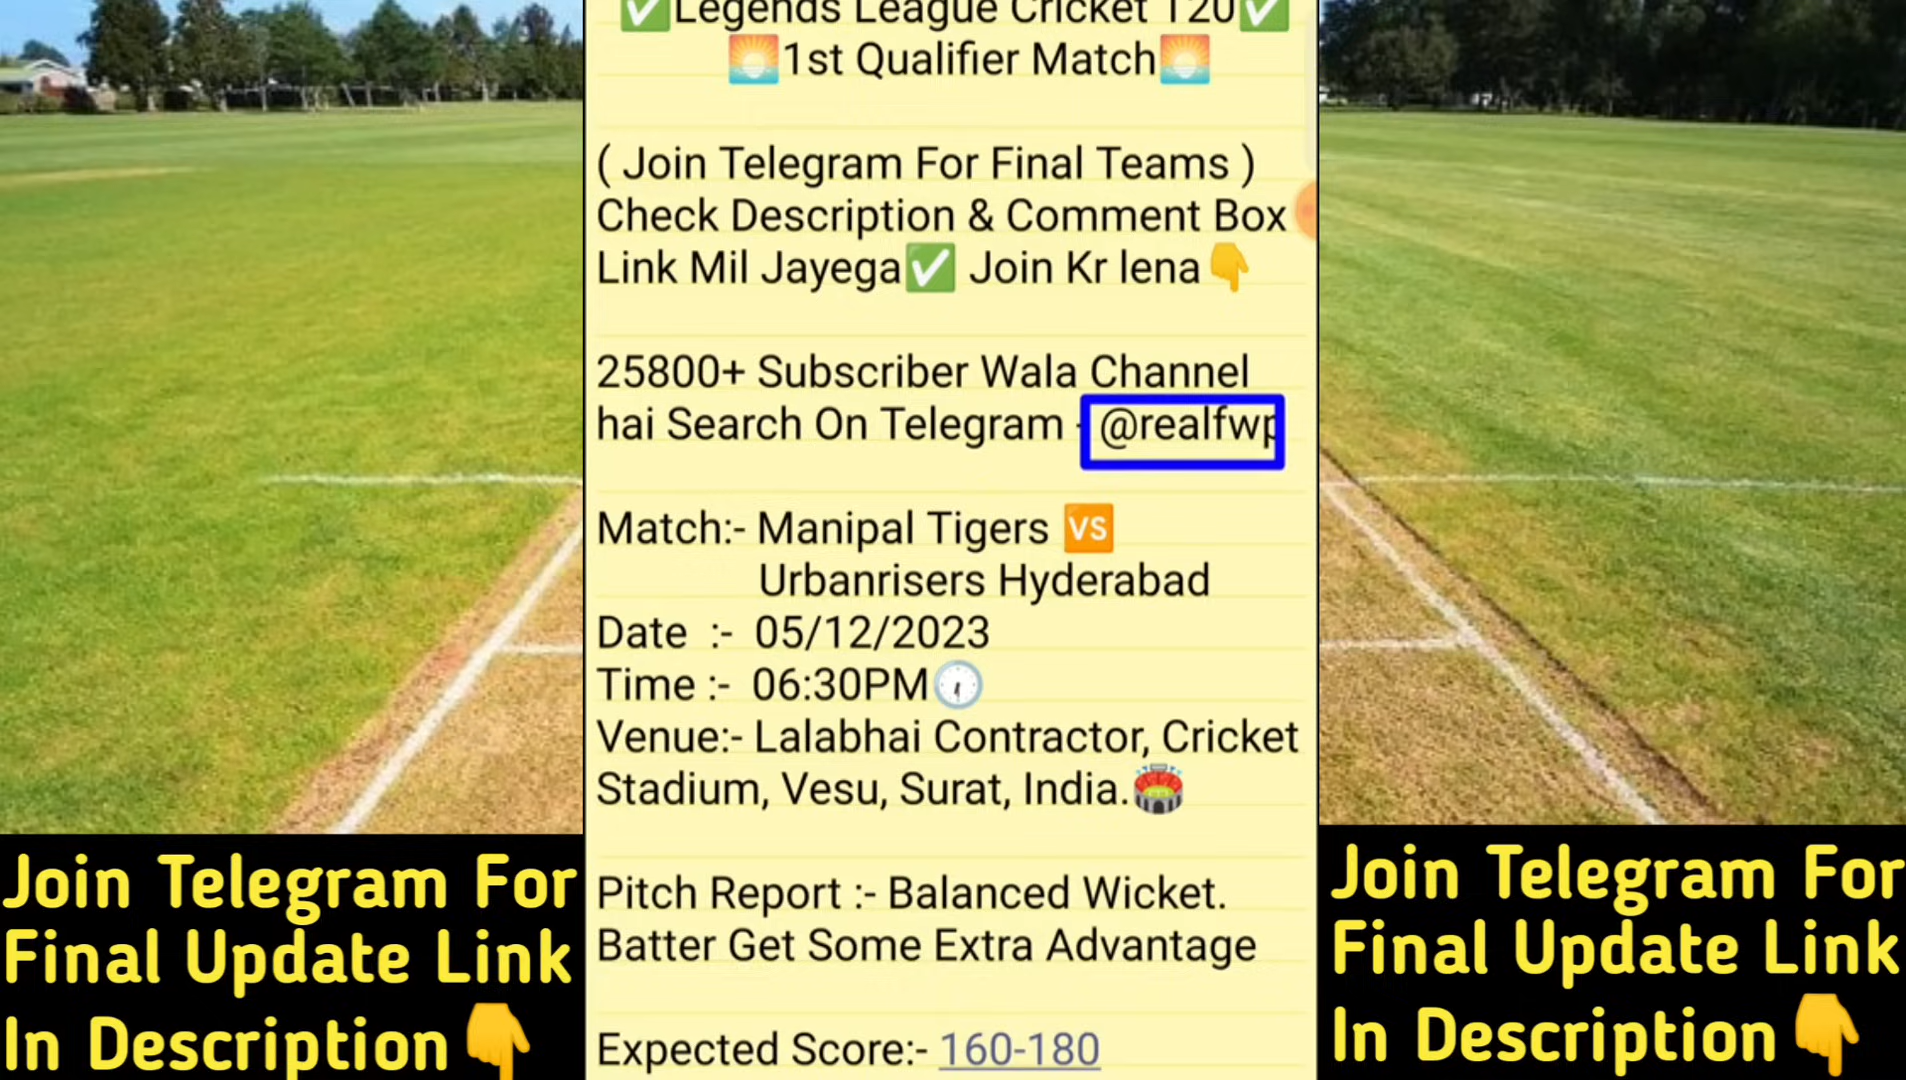 ✅Legends League Cricket T20✅
🌅1st Qualifier Match🌅
( Join Telegram For Final Teams )
Check Description & Comment Box
Link Mil Jayega✅ Join Kr lena👇
25800+ Subscriber Wala Channel
hai Search On Telegram - @realfwp
Match:- Manipal Tigers 🆚
Urbanrisers Hyderabad
Date :- 05/12/2023
Time :- 06:30PM🕡
Venue:- Lalabhai Contractor, Cricket
Stadium, Vesu, Surat, India.🏟️
Pitch Report :- Balanced Wicket.
Batter Get Some Extra Advantage
Expected Score:- 160-180
Join Telegram For
Final Update Link
In Description👇
Join Telegram For
Final Update Link
In Description👇